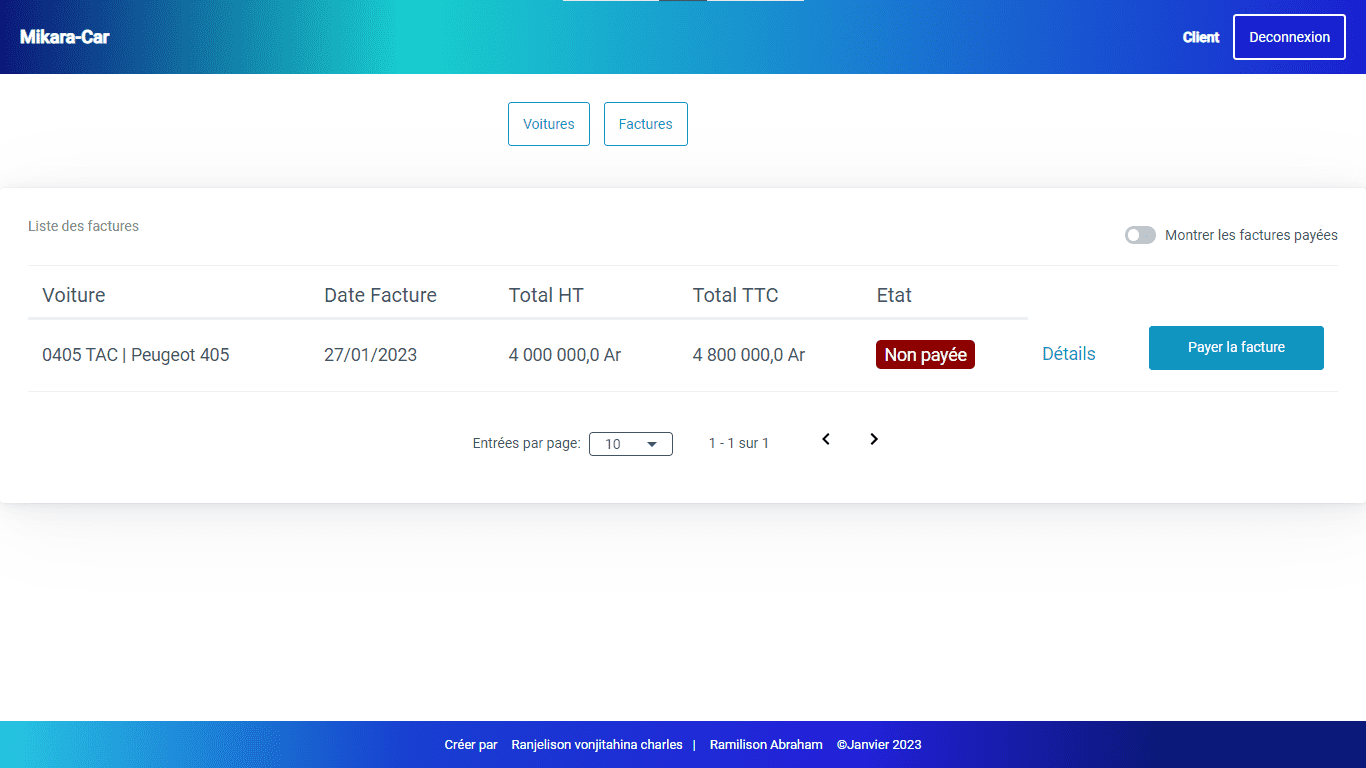 Mikara-Car Client Deconnexion
Voitures Factures
Liste des factures
Montrer les factures payées
Voiture Date Facture Total HT Total TTC Etat
0405 TAC | Peugeot 405 27/01/2023 4 000 000,0 Ar 4 800 000,0 Ar Non payée Détails Payer la facture
Entrées par page: 10 1 - 1 sur 1
Créer par Ranjelison vonjitahina charles | Ramilison Abraham ©Janvier 2023